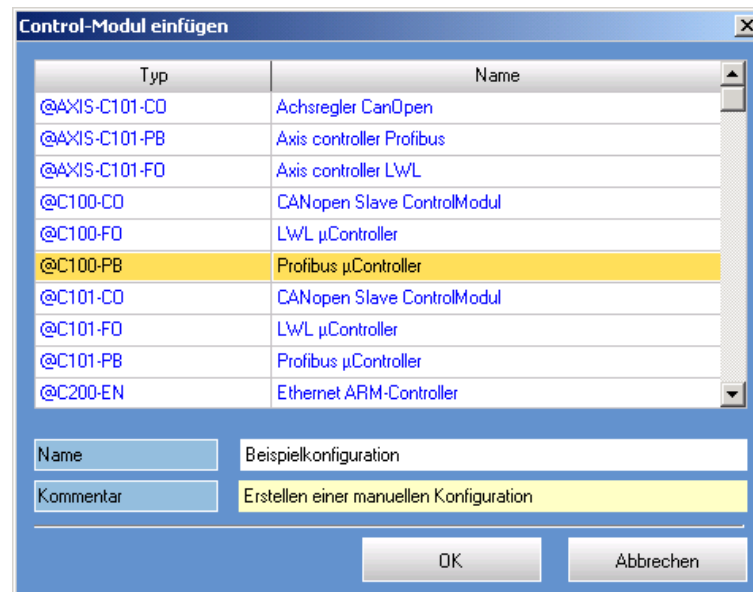 Control-Modul einfügen
Typ Name
@AXIS-C101-CO Achsregler CanOpen
@AXIS-C101-PB Axis controller Profibus
@AXIS-C101-FO Axis controller LWL
@C100-CO CANopen Slave ControlModul
@C100-FO LWL µController
@C100-PB Profibus µController
@C101-CO CANopen Slave ControlModul
@C101-FO LWL µController
@C101-PB Profibus µController
@C200-EN Ethernet ARM-Controller
Name Beispielkonfiguration
Kommentar Erstellen einer manuellen Konfiguration
OK Abbrechen